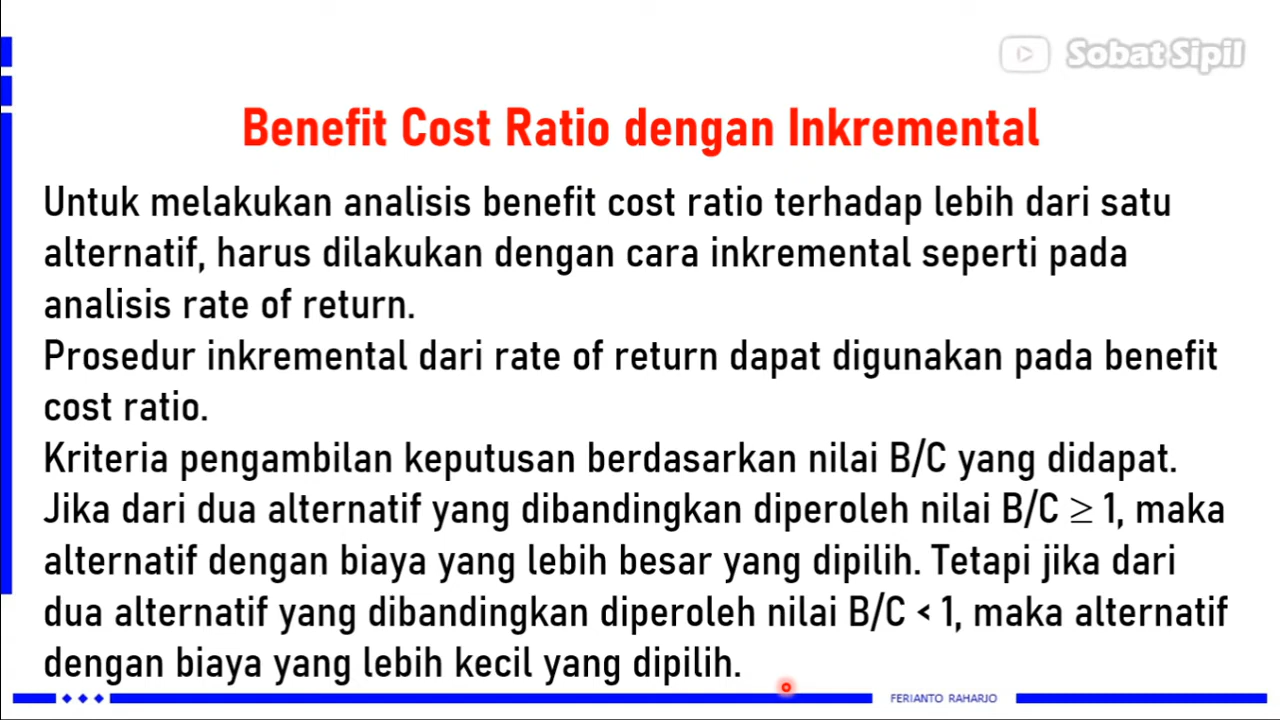 Sobat Sipil
Benefit Cost Ratio dengan Inkremental
Untuk melakukan analisis benefit cost ratio terhadap lebih dari satu
alternatif, harus dilakukan dengan cara inkremental seperti pada
analisis rate of return.
Prosedur inkremental dari rate of return dapat digunakan pada benefit
cost ratio.
Kriteria pengambilan keputusan berdasarkan nilai B/C yang didapat.
Jika dari dua alternatif yang dibandingkan diperoleh nilai B/C ≥ 1, maka
alternatif dengan biaya yang lebih besar yang dipilih. Tetapi jika dari
dua alternatif yang dibandingkan diperoleh nilai B/C < 1, maka alternatif
dengan biaya yang lebih kecil yang dipilih.
FERIANTO RAHARJO